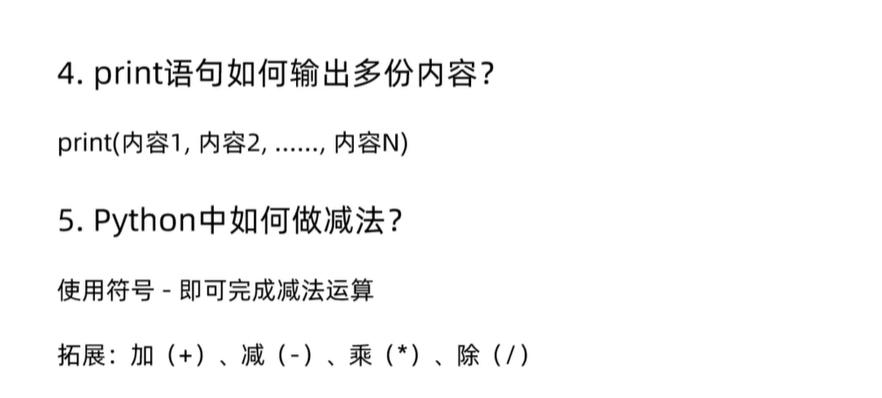 4. print语句如何输出多份内容？
print(内容1, 内容2, ......, 内容N)
5. Python中如何做减法？
使用符号 - 即可完成减法运算
拓展：加（+）、减（-）、乘（*）、除（/）